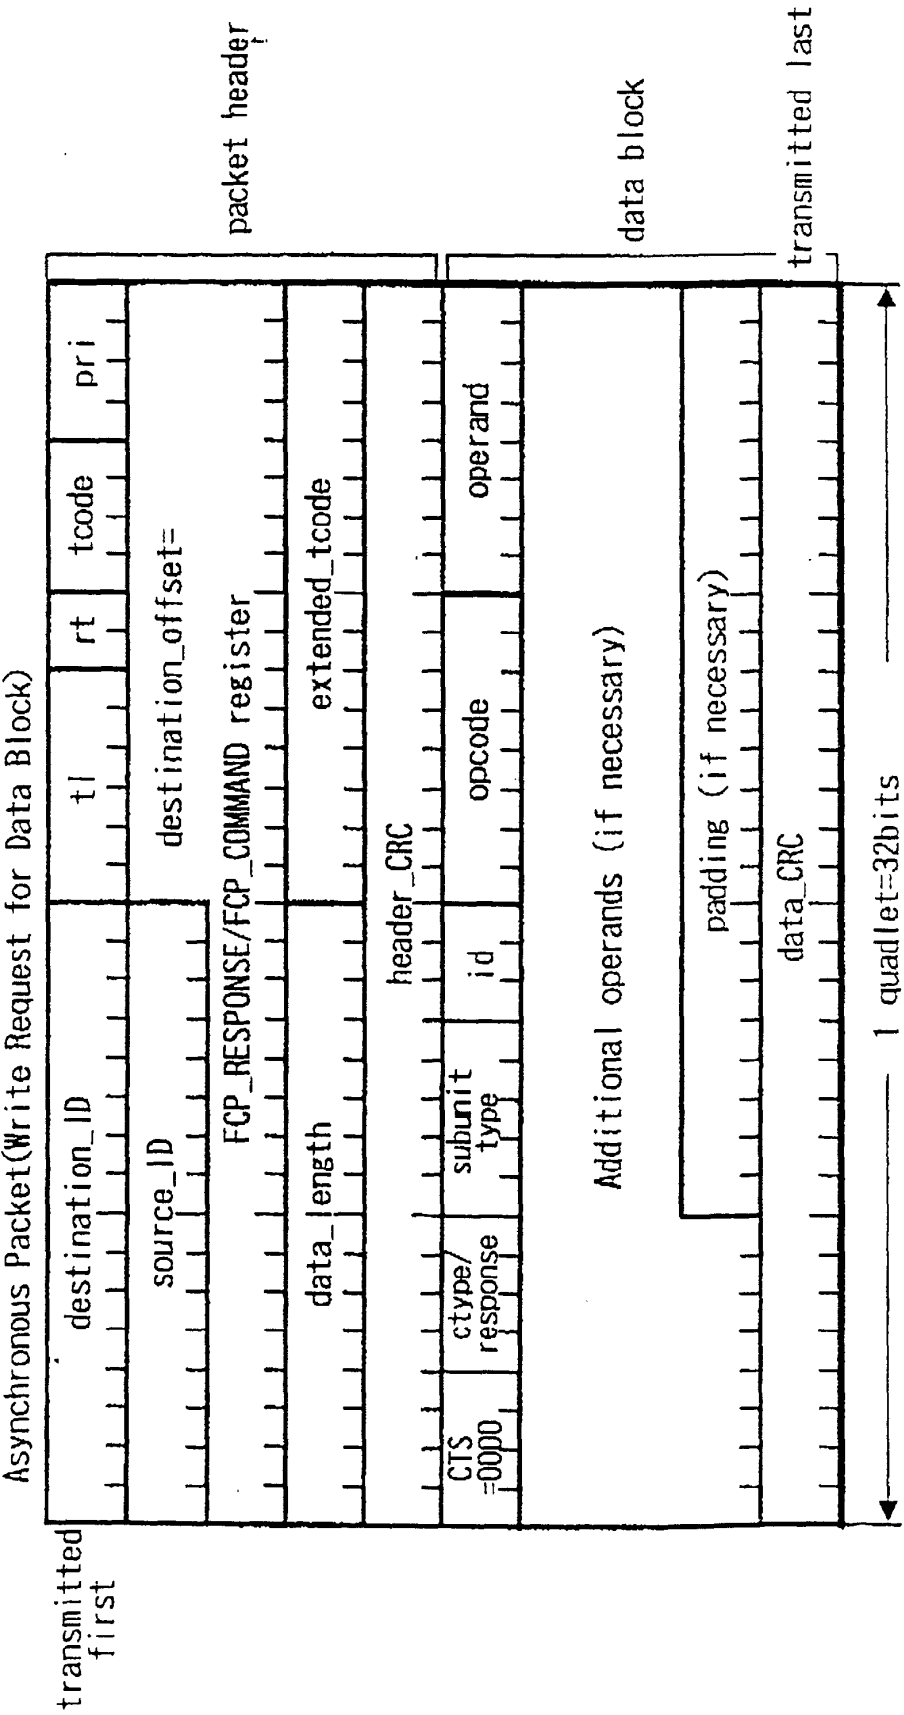 Asynchronous Packet(Write Request for Data Block)
transmitted
first
destination_ID
tl
rt
tcode
pri
source_ID
destination_offset=
FCP_RESPONSE/FCP_COMMAND register
data_length
extended_tcode
header_CRC
packet header
CTS
=0000
ctype/
response
subunit
type
id
opcode
operand
Additional operands (if necessary)
padding (if necessary)
data_CRC
data block
transmitted last
1 quadlet=32bits